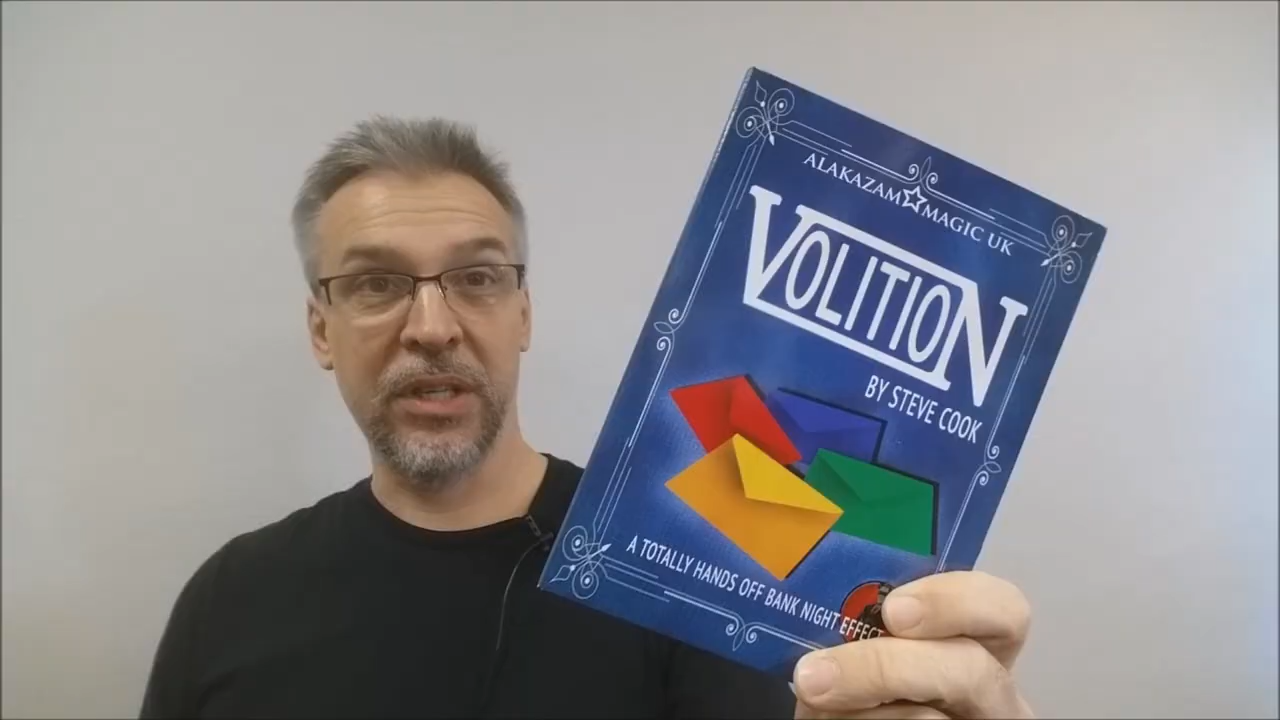 ALAKAZAM MAGIC UK
VOLITION
BY STEVE COOK
A TOTALLY HANDS OFF BANK NIGHT EFFECT